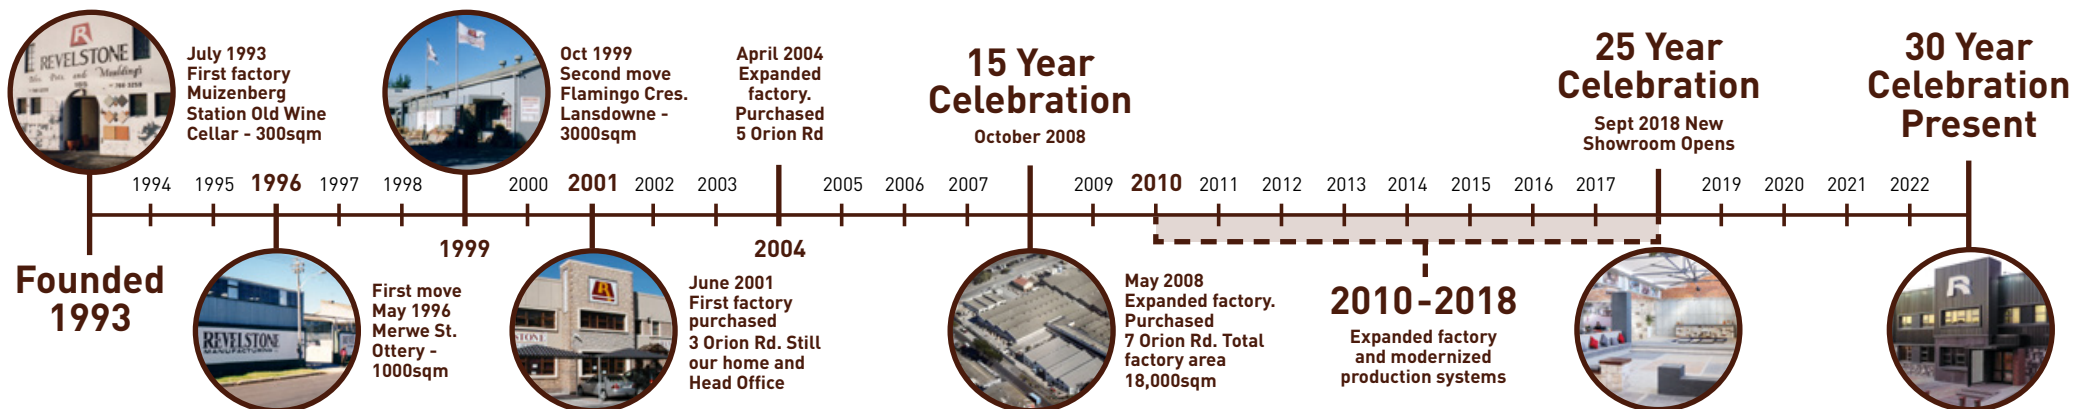 R
REVELSTONE
July 1993
First factory
Muizenberg
Station Old Wine
Cellar - 300sqm
Oct 1999
Second move
Flamingo Cres.
Lansdowne -
3000sqm
April 2004
Expanded
factory.
Purchased
5 Orion Rd
15 Year
Celebration
October 2008
25 Year
Celebration
Sept 2018 New
Showroom Opens
30 Year
Celebration
Present
1994 1995 1996 1997 1998 2000 2001 2002 2003 2005 2006 2007 2009 2010 2011 2012 2013 2014 2015 2016 2017 2019 2020 2021 2022
1999
2004
Founded
1993
REVELSTONE
MANUFACTURING
First move
May 1996
Merwe St.
Ottery -
1000sqm
R
STONE
June 2001
First factory
purchased
3 Orion Rd. Still
our home and
Head Office
May 2008
Expanded factory.
Purchased
7 Orion Rd. Total
factory area
18,000sqm
2010-2018
Expanded factory
and modernized
production systems
R